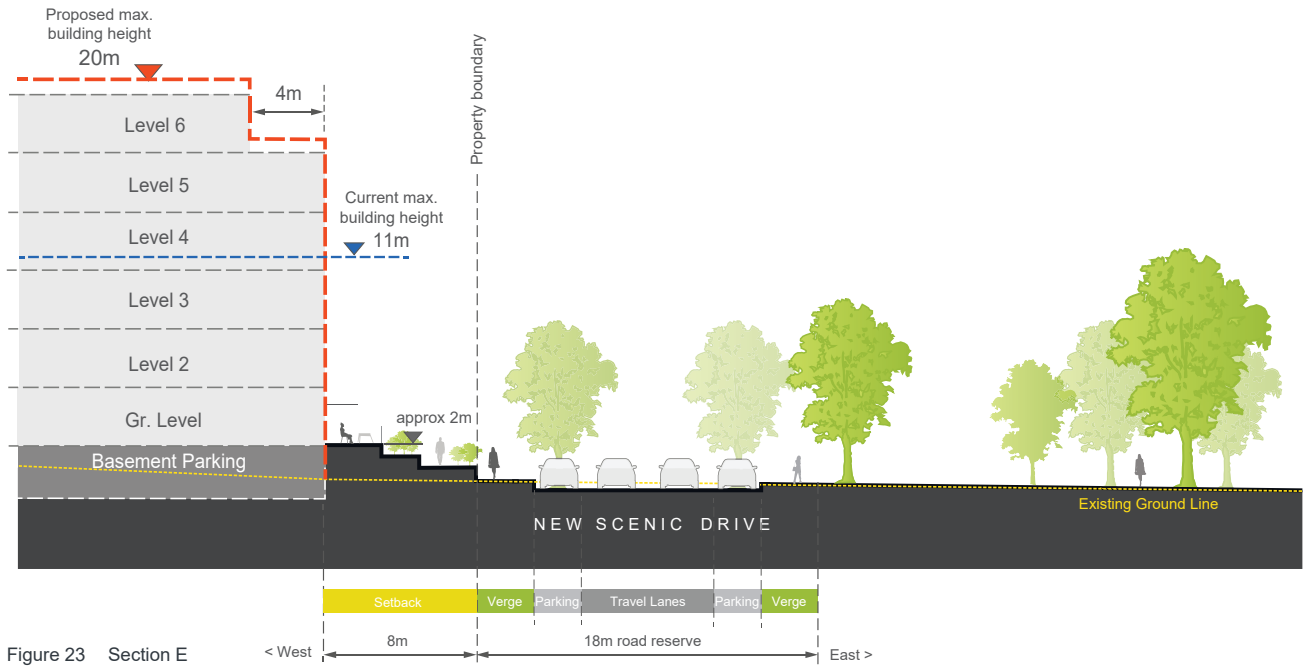 Proposed max.
building height
20m
4m
Property boundary
Level 6
Level 5
Current max.
building height
11m
Level 4
Level 3
Level 2
Gr. Level
approx 2m
Basement Parking
Existing Ground Line
NEW SCENIC DRIVE
Setback
Verge
Parking
Travel Lanes
Parking
Verge
Figure 23 Section E
< West
8m
18m road reserve
East >